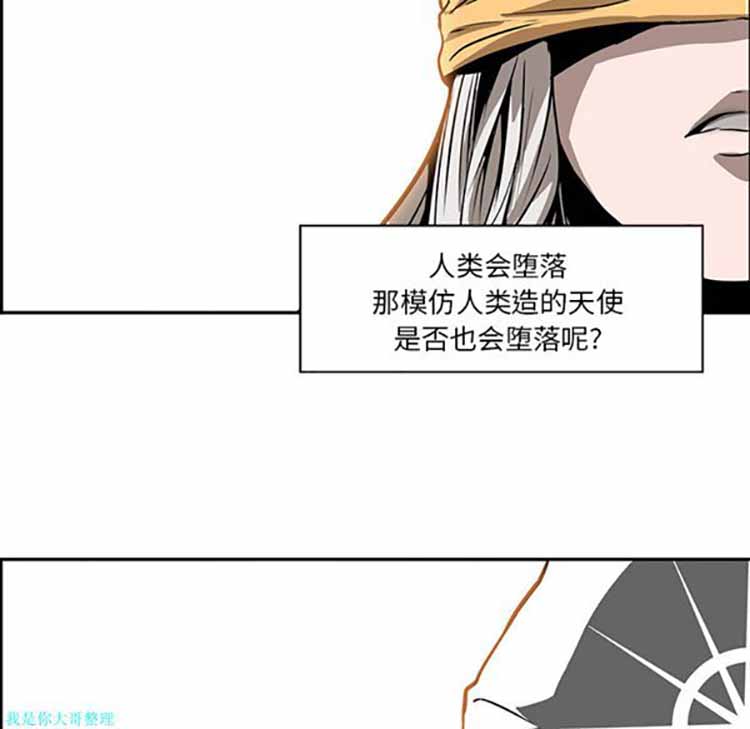 人类会堕落
那模仿人类造的天使
是否也会堕落呢?
我是你大哥整理